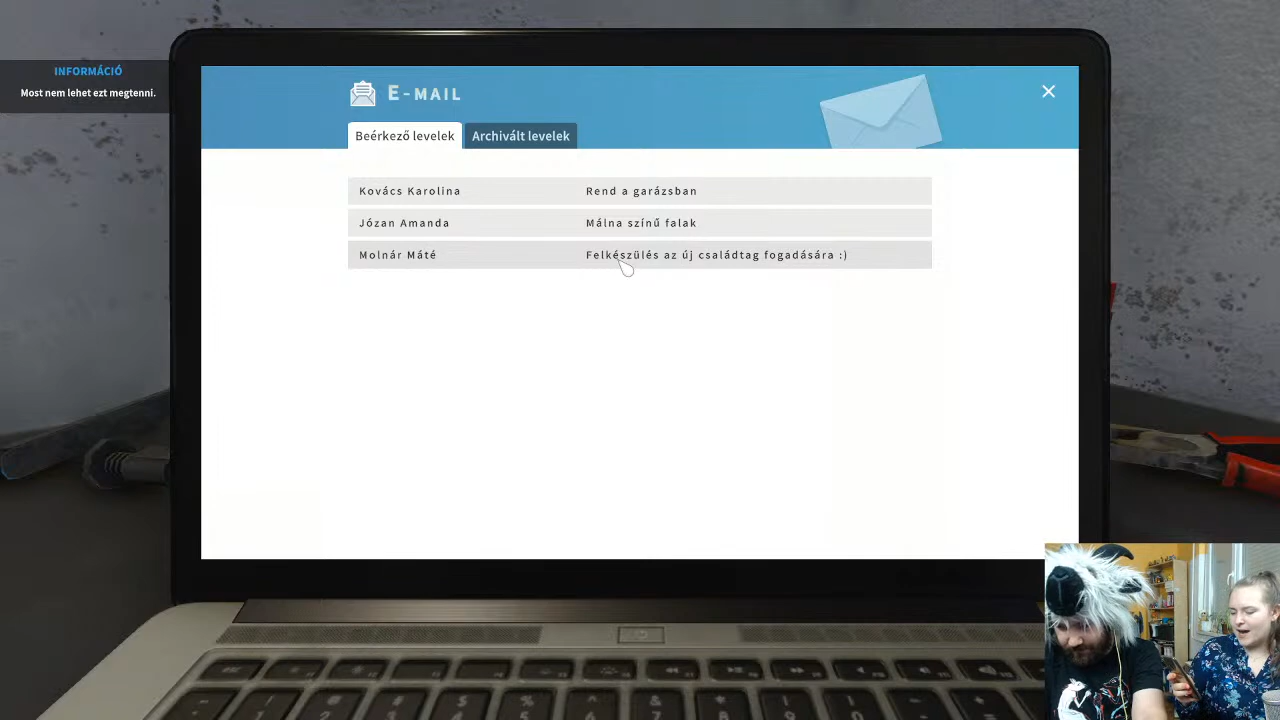 INFORMÁCIÓ
Most nem lehet ezt megtenni.
E-MAIL
Beérkező levelek
Archivált levelek
Kovács Karolina Rend a garázsban
Józan Amanda Málna színű falak
Molnár Máté Felkészülés az új családtag fogadására :)